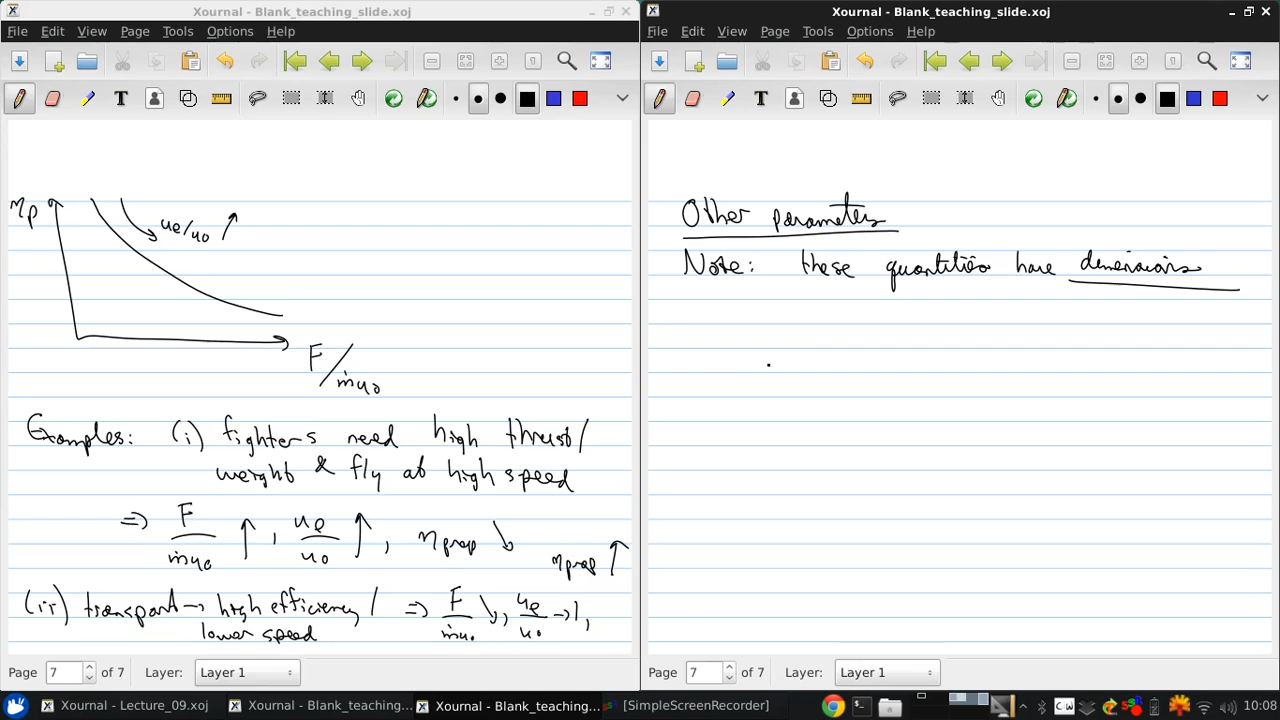 Xournal - Blank_teaching_slide.xoj
File Edit View Page Tools Options Help
ηp
ue/u0 ↗
F/ṁu0
Examples: (i) fighters need high thrust/
weight & fly at high speed
⇒ F/ṁu0 ↑, ue/u0 ↑, ηprop ↘
ηprop ↑
(ii) transport → high efficiency/ ⇒ F/ṁu0 ↘, ue/u0 → 1,
lower speed
Page 7 of 7 Layer: Layer 1
Xournal - Blank_teaching_slide.xoj
File Edit View Page Tools Options Help
Other parameters
Note: these quantities have dimensions
Page 7 of 7 Layer: Layer 1
Xournal - Lecture_09.xoj Xournal - Blank_teaching... Xournal - Blank_teaching... [SimpleScreenRecorder] 10:08